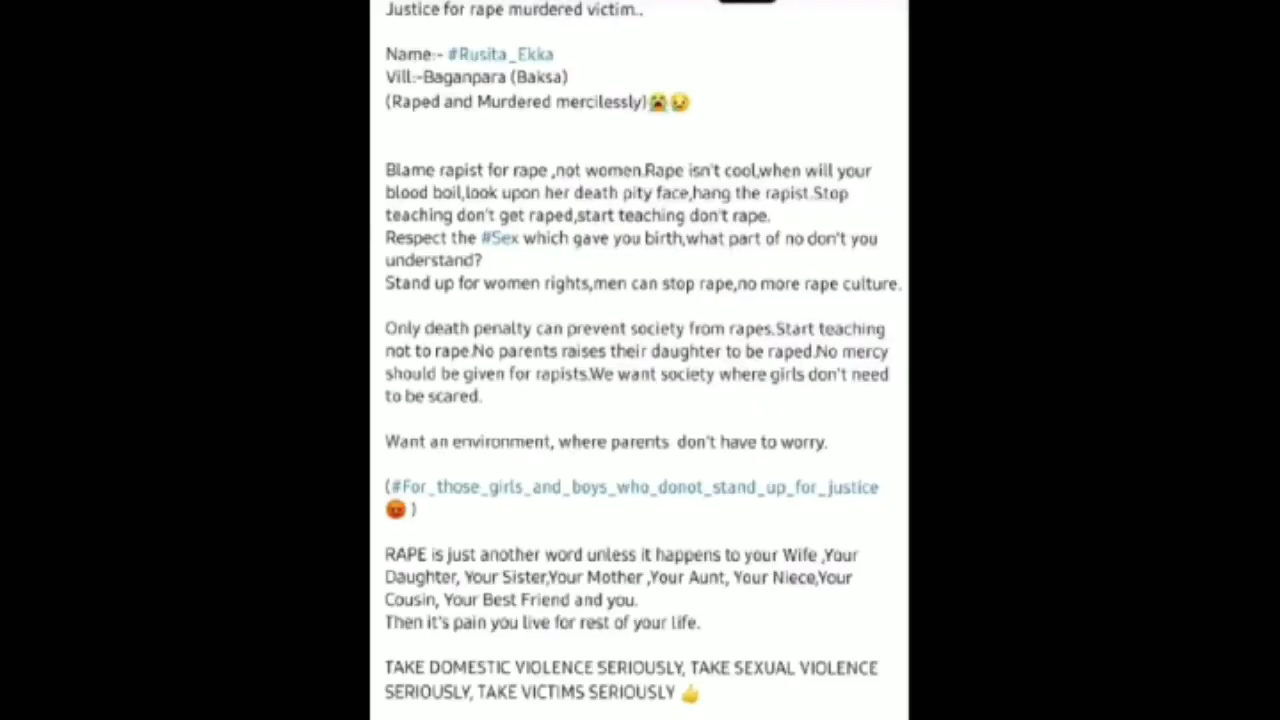 Justice for rape murdered victim..
Name:- #Rusita_Ekka
Vill:-Baganpara (Baksa)
(Raped and Murdered mercilessly)😭😢
Blame rapist for rape ,not women.Rape isn't cool,when will your
blood boil,look upon her death pity face,hang the rapist.Stop
teaching don't get raped,start teaching don't rape.
Respect the #Sex which gave you birth,what part of no don't you
understand?
Stand up for women rights,men can stop rape,no more rape culture.
Only death penalty can prevent society from rapes.Start teaching
not to rape.No parents raises their daughter to be raped.No mercy
should be given for rapists.We want society where girls don't need
to be scared.
Want an environment, where parents  don't have to worry.
(#For_those_girls_and_boys_who_donot_stand_up_for_justice
😡 )
RAPE is just another word unless it happens to your Wife ,Your
Daughter, Your Sister,Your Mother ,Your Aunt, Your Niece,Your
Cousin, Your Best Friend and you.
Then it's pain you live for rest of your life.
TAKE DOMESTIC VIOLENCE SERIOUSLY, TAKE SEXUAL VIOLENCE
SERIOUSLY, TAKE VICTIMS SERIOUSLY 👍